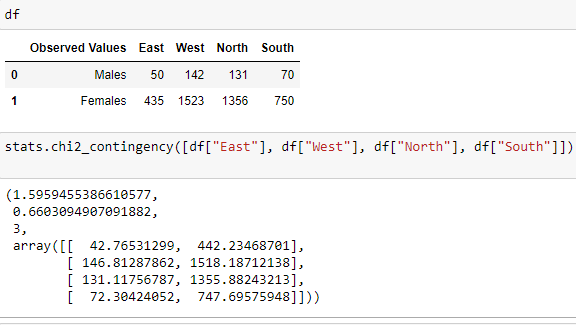 df
Observed Values East West North South
0 Males 50 142 131 70
1 Females 435 1523 1356 750
stats.chi2_contingency([df["East"], df["West"], df["North"], df["South"]])
(1.5959455386610577,
0.6603094907091882,
3,
array([[ 42.76531299, 442.23468701],
[ 146.81287862, 1518.18712138],
[ 131.11756787, 1355.88243213],
[ 72.30424052, 747.69575948]]))